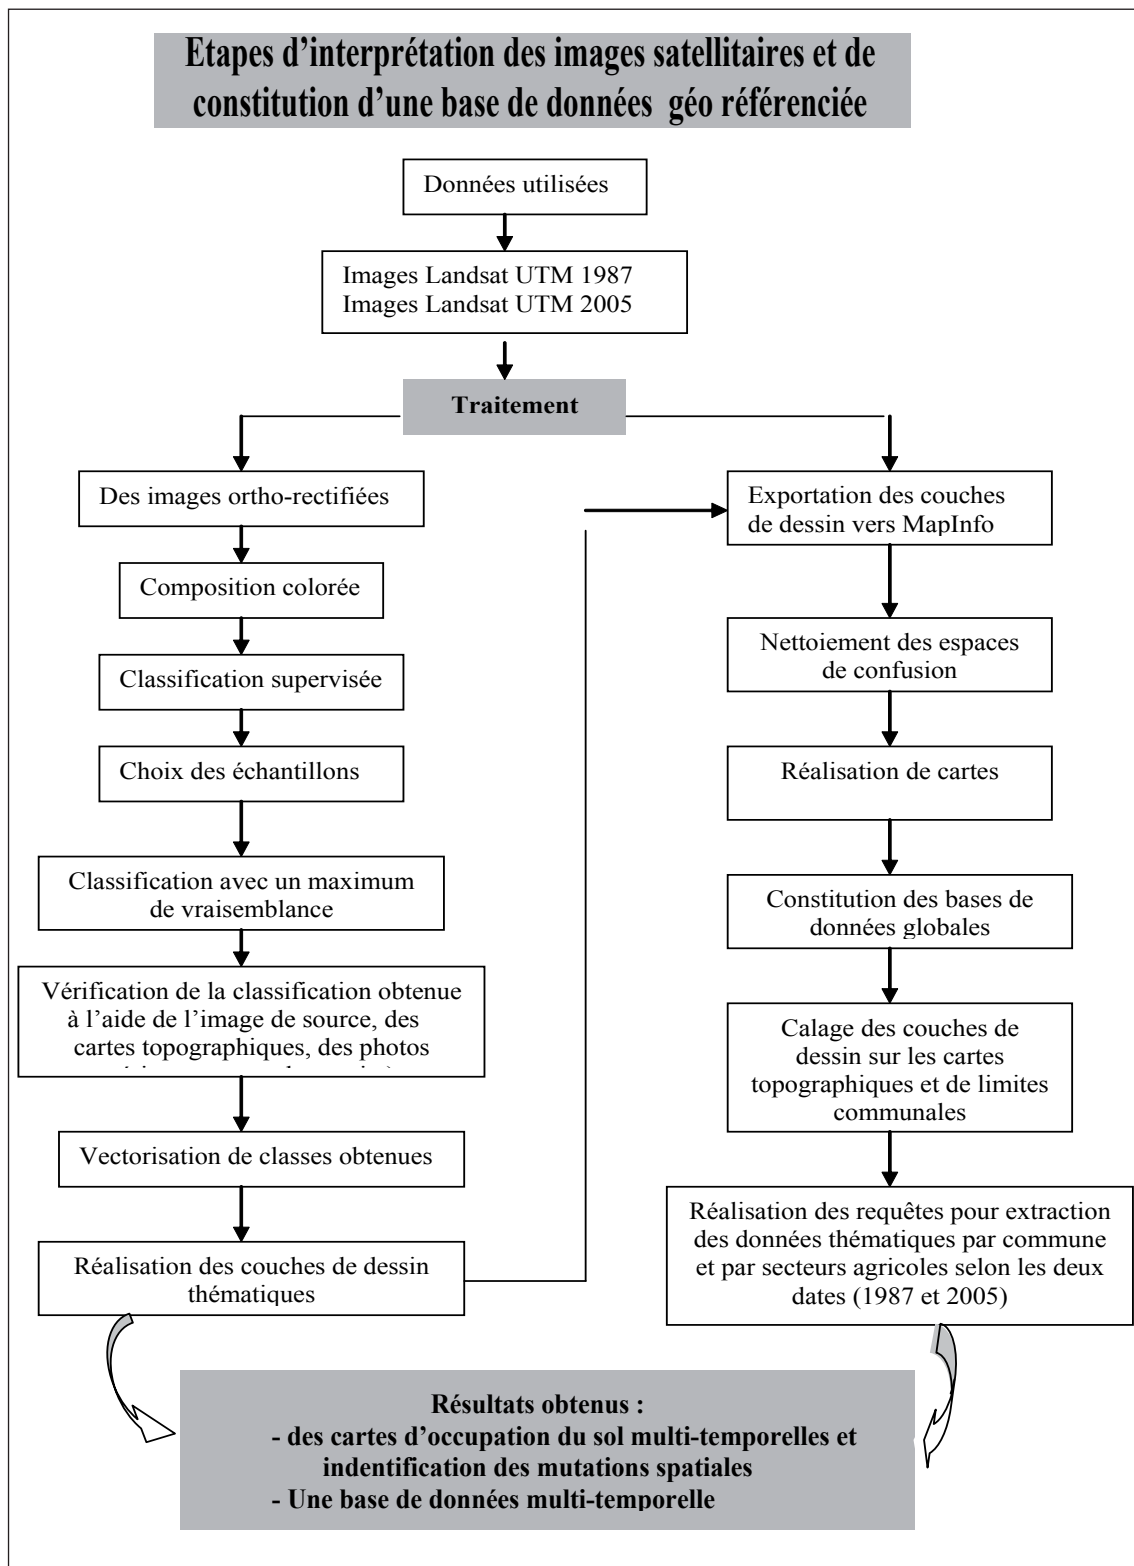 Etapes d’interprétation des images satellitaires et de
constitution d’une base de données géo référenciée
Données utilisées
Images Landsat UTM 1987
Images Landsat UTM 2005
Traitement
Des images ortho-rectifiées
Composition colorée
Classification supervisée
Choix des échantillons
Classification avec un maximum
de vraisemblance
Vérification de la classification obtenue
à l’aide de l’image de source, des
cartes topographiques, des photos
Vectorisation de classes obtenues
Réalisation des couches de dessin
thématiques
Exportation des couches
de dessin vers MapInfo
Nettoiement des espaces
de confusion
Réalisation de cartes
Constitution des bases de
données globales
Calage des couches de
dessin sur les cartes
topographiques et de limites
communales
Réalisation des requêtes pour extraction
des données thématiques par commune
et par secteurs agricoles selon les deux
dates (1987 et 2005)
Résultats obtenus :
- des cartes d’occupation du sol multi-temporelles et
indentification des mutations spatiales
- Une base de données multi-temporelle